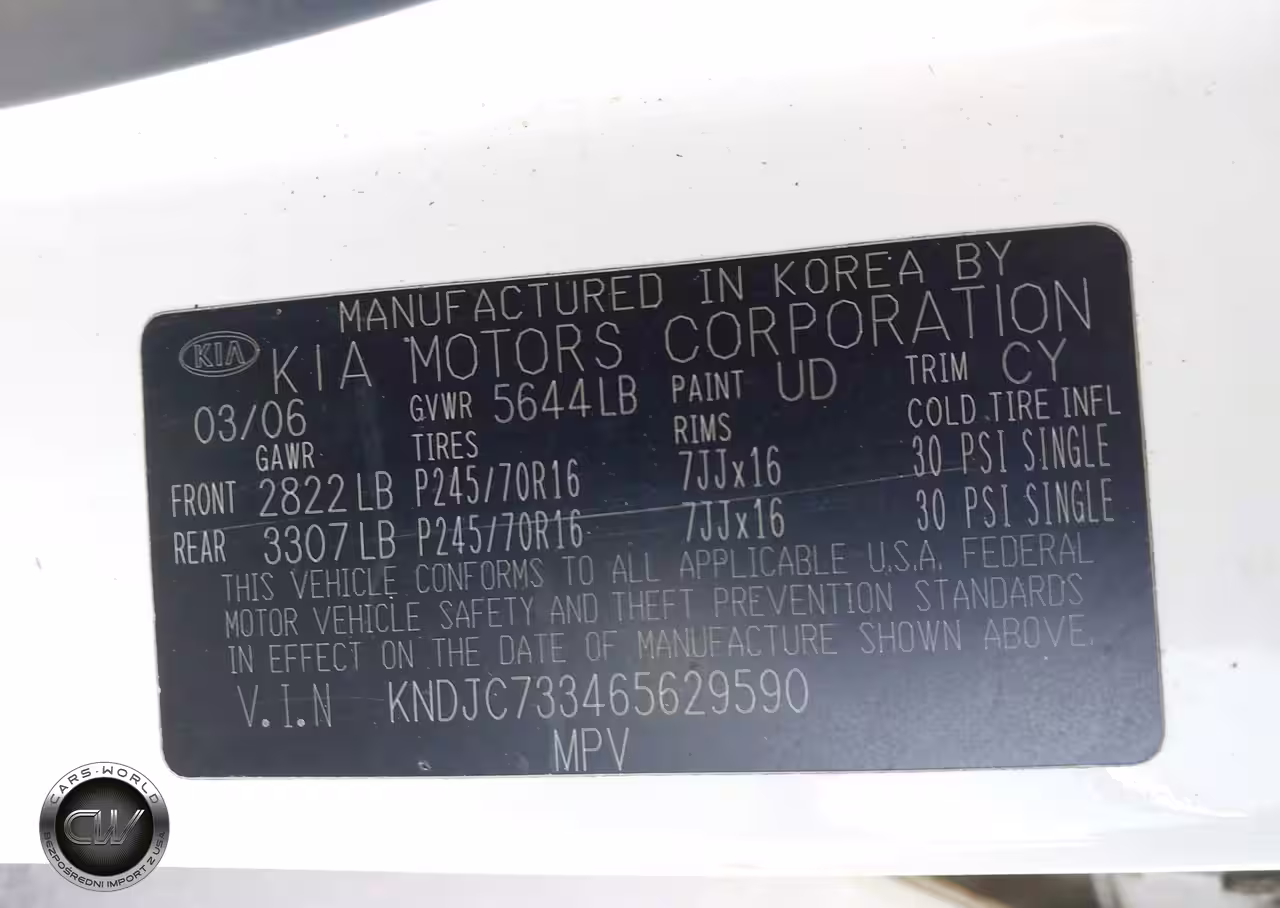 MANUFACTURED IN KOREA BY
KIA KIA MOTORS CORPORATION
03/06 GVWR 5644LB PAINT UD TRIM CY
GAWR TIRES RIMS COLD TIRE INFL
FRONT 2822LB P245/70R16 7JJx16 30 PSI SINGLE
REAR 3307LB P245/70R16 7JJx16 30 PSI SINGLE
THIS VEHICLE CONFORMS TO ALL APPLICABLE U.S.A. FEDERAL
MOTOR VEHICLE SAFETY AND THEFT PREVENTION STANDARDS
IN EFFECT ON THE DATE OF MANUFACTURE SHOWN ABOVE.
V.I.N KNDJC733465629590
MPV
CARS-WORLD
CW
BEZPOŚREDNI IMPORT Z USA